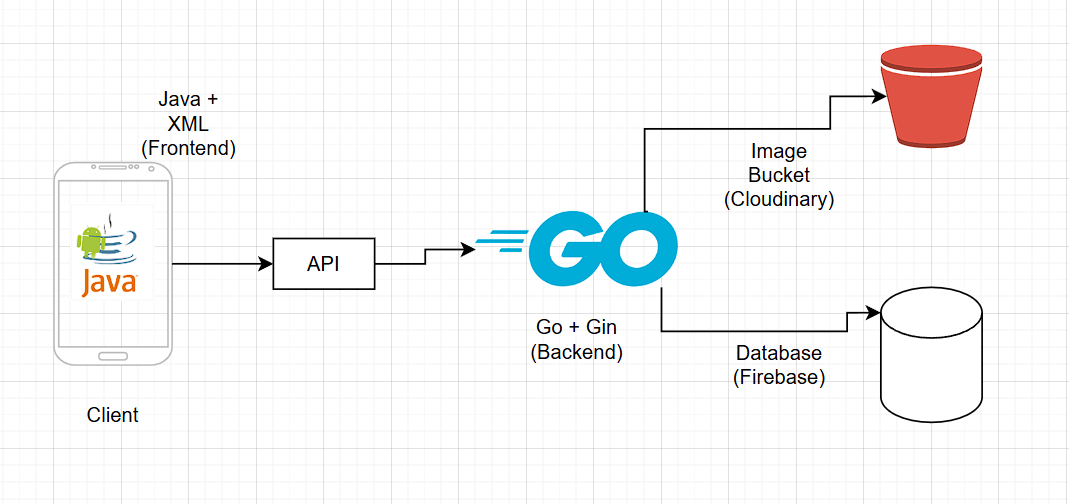 Java +
XML
(Frontend)
Java
Client
API
GO
Go + Gin
(Backend)
Image
Bucket
(Cloudinary)
Database
(Firebase)